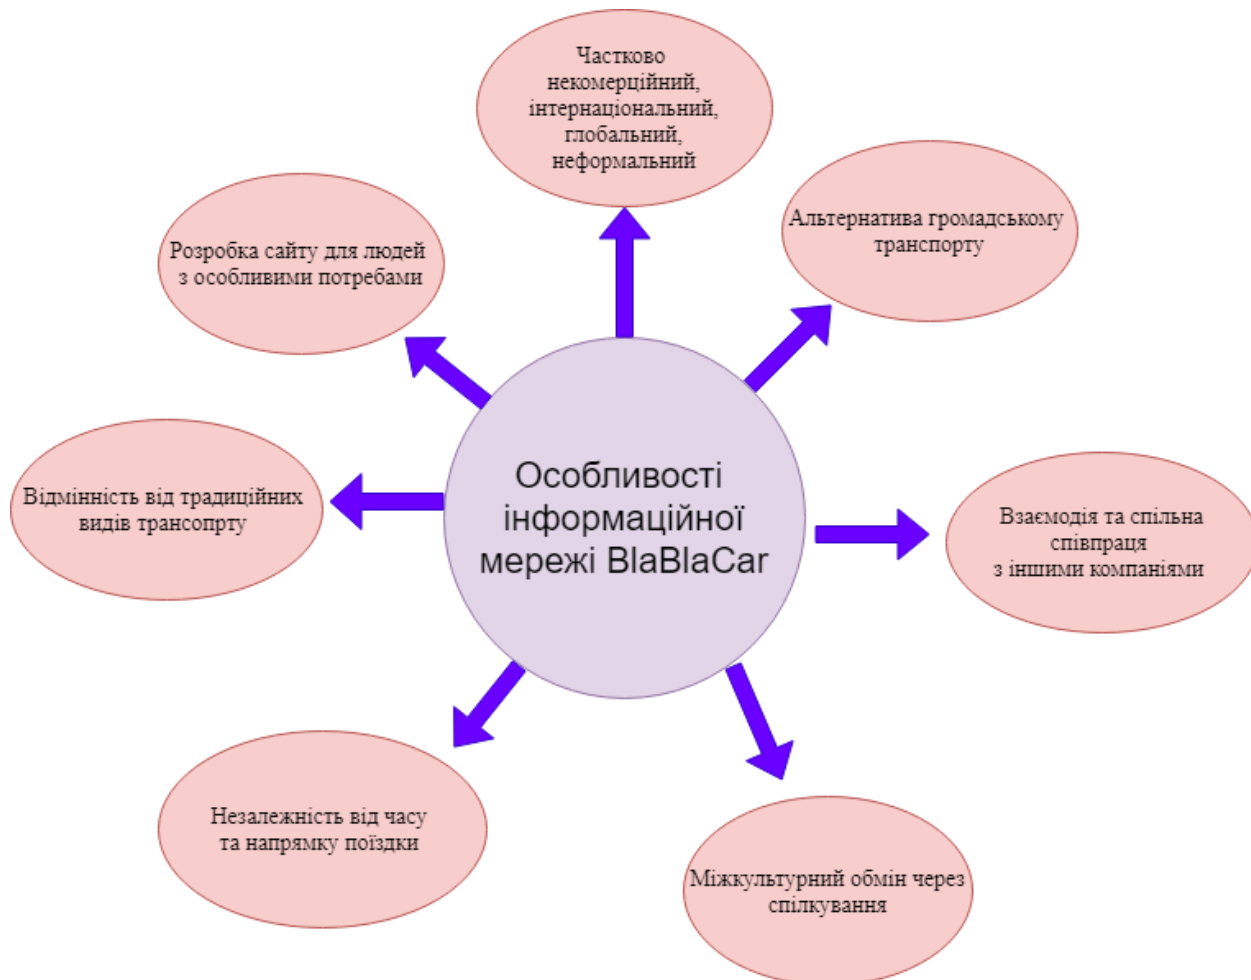 Частково
некомерційний,
інтернаціональний,
глобальний,
неформальний
Альтернатива громадському
транспорту
Розробка сайту для людей
з особливими потребами
Особливості
інформаційної
мережі BlaBlaCar
Відмінність від традиційних
видів трансопрту
Взаємодія та спільна
співпраця
з іншими компаніями
Незалежність від часу
та напрямку поїздки
Міжкультурний обмін через
спілкування